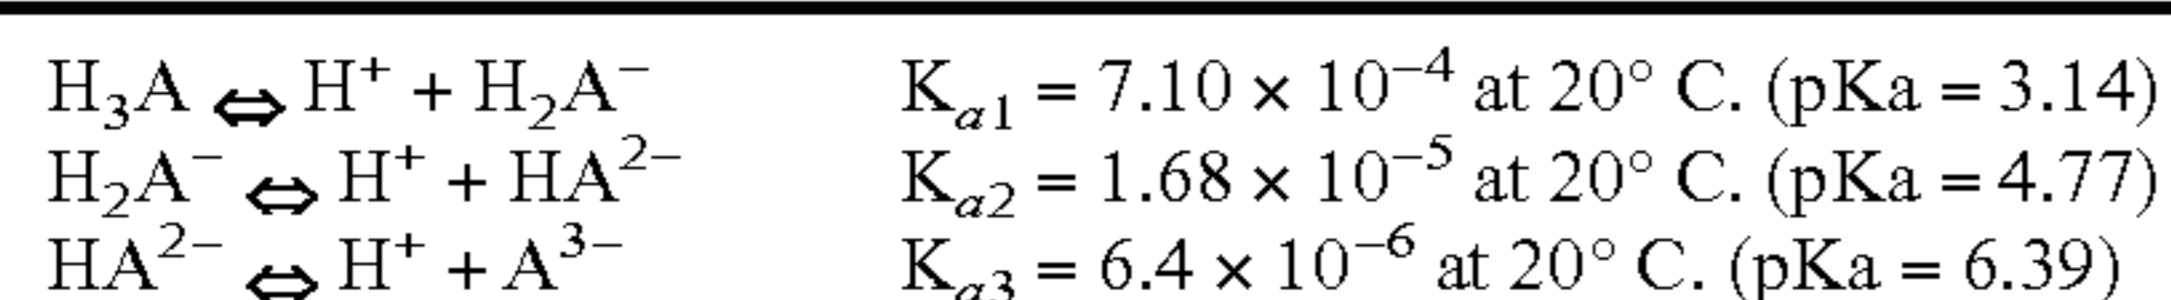 H₃A ⇔ H⁺ + H₂A⁻ K𝑎1 = 7.10 × 10⁻⁴ at 20° C. (pKa = 3.14)
H₂A⁻ ⇔ H⁺ + HA²⁻ K𝑎2 = 1.68 × 10⁻⁵ at 20° C. (pKa = 4.77)
HA²⁻ ⇔ H⁺ + A³⁻ K𝑎3 = 6.4 × 10⁻⁶ at 20° C. (pKa = 6.39)